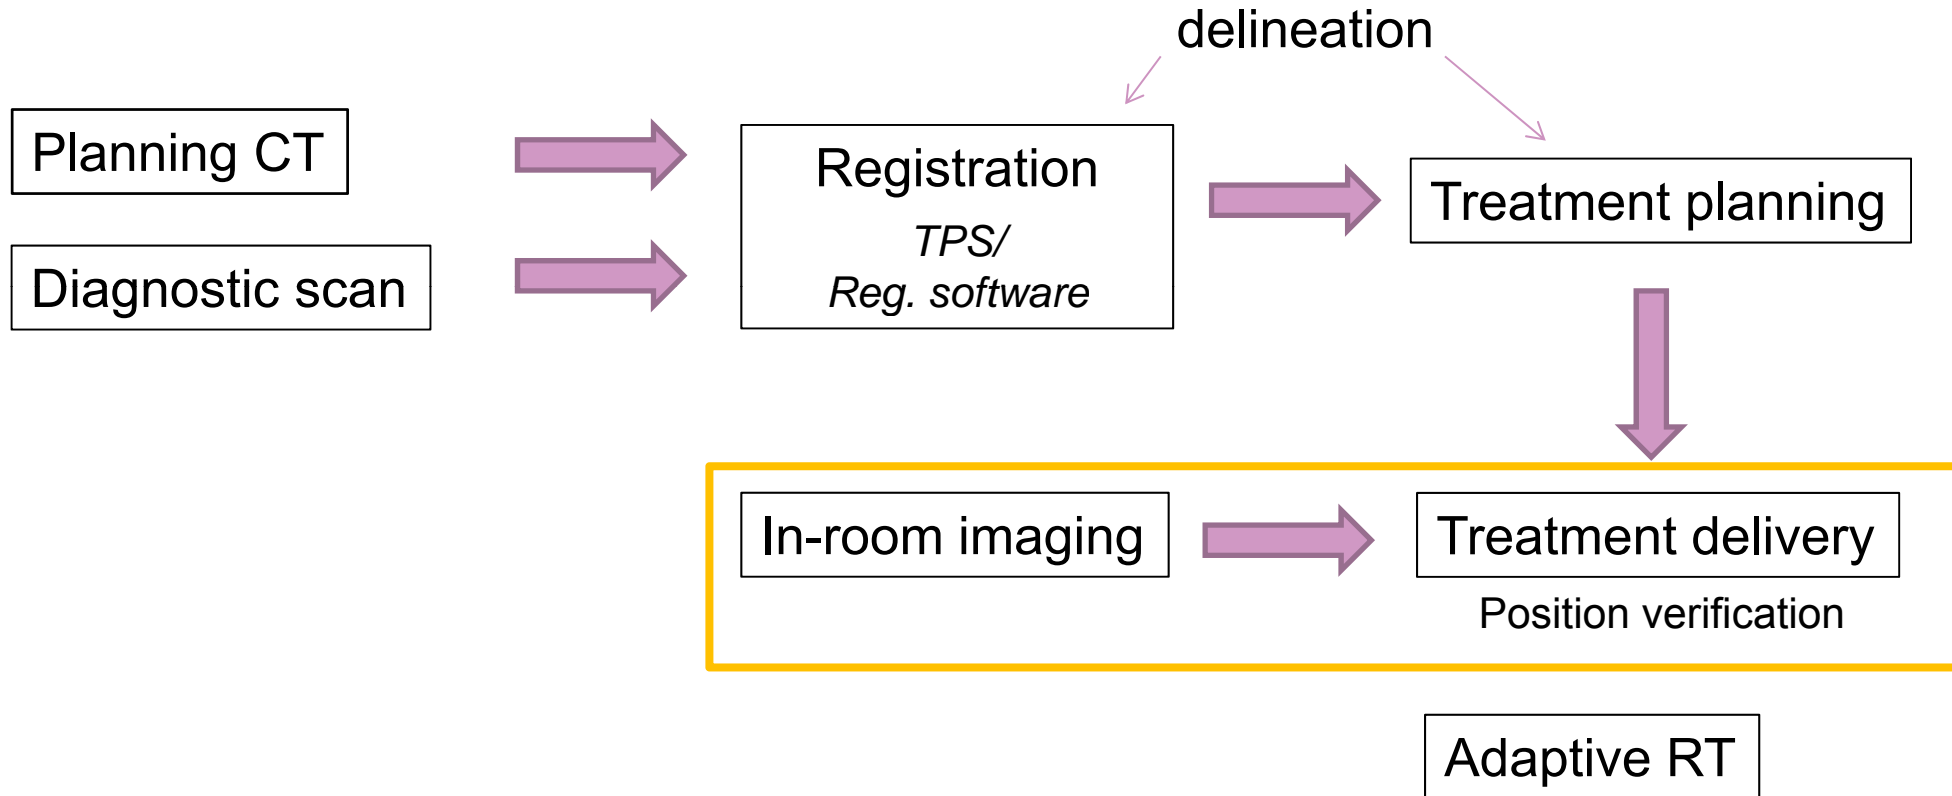 delineation
Planning CT
Registration
TPS/
Reg. software
Treatment planning
Diagnostic scan
In-room imaging
Treatment delivery
Position verification
Adaptive RT